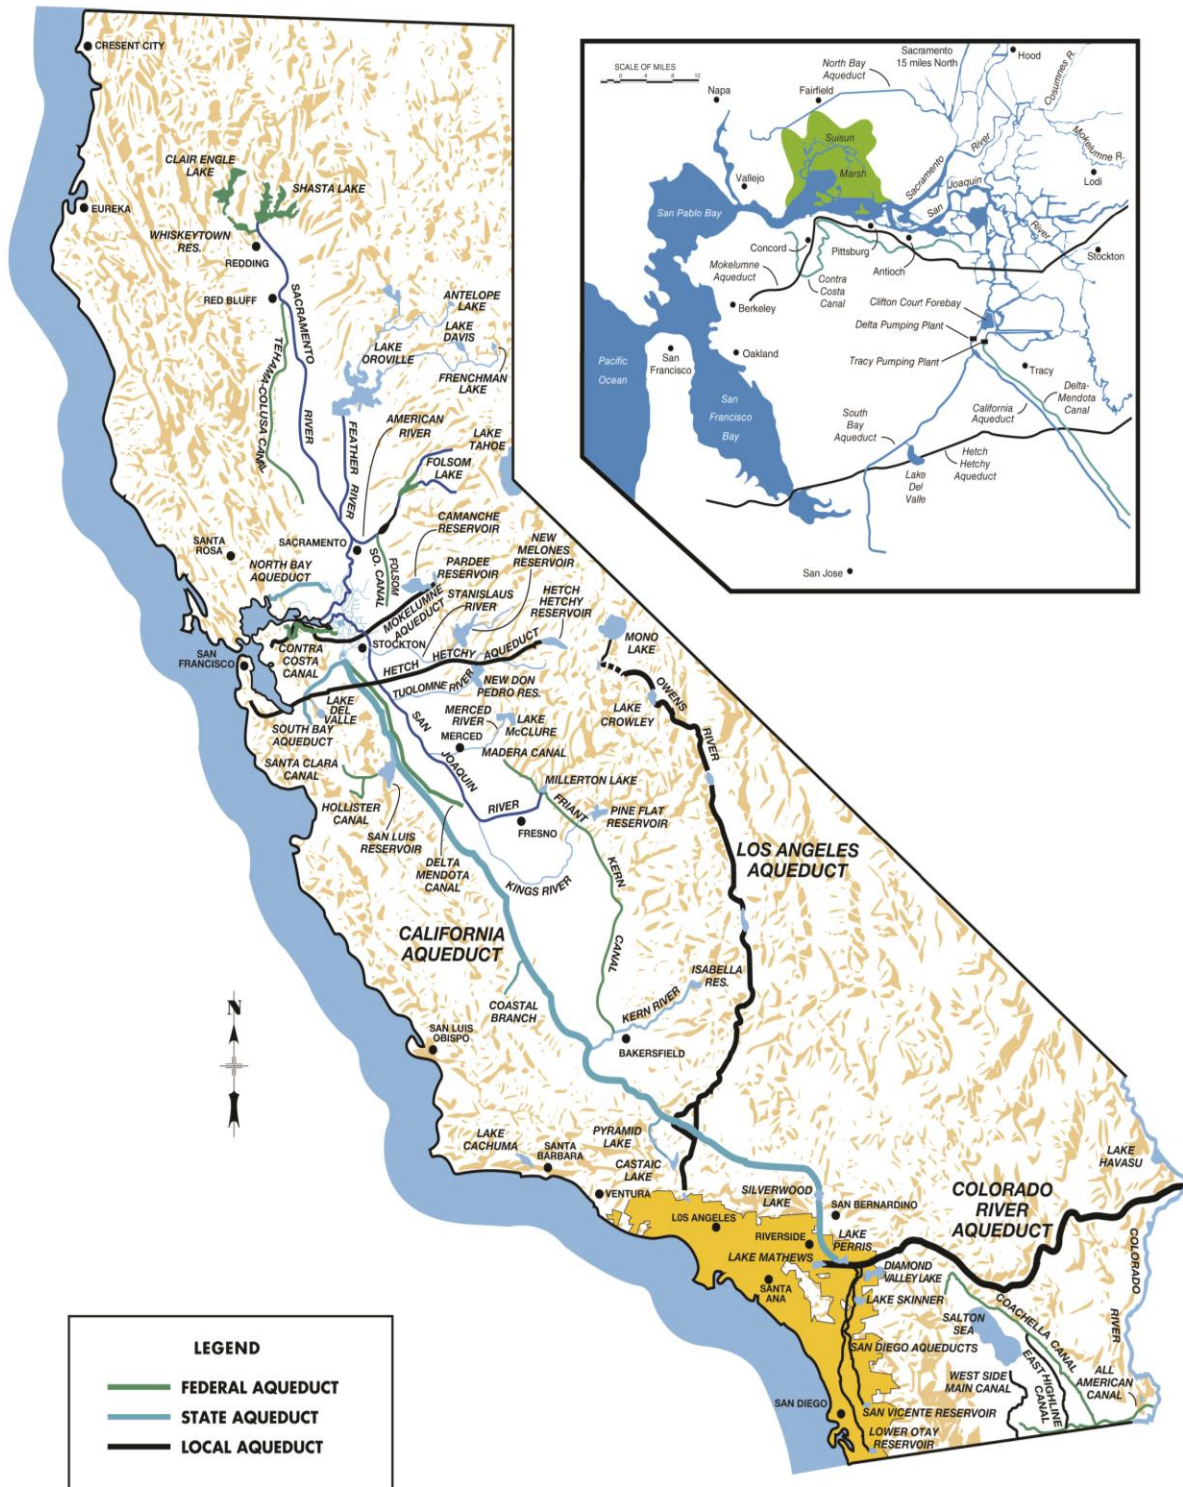 CRESENT CITY
CLAIR ENGLE
LAKE
SHASTA LAKE
EUREKA
WHISKEYTOWN
RES.
REDDING
RED BLUFF
SACRAMENTO
RIVER
TEHAMA-COLUSA CANAL
ANTELOPE
LAKE
LAKE
DAVIS
LAKE
OROVILLE
FRENCHMAN
LAKE
FEATHER
RIVER
AMERICAN
RIVER
LAKE
TAHOE
FOLSOM
LAKE
CAMANCHE
RESERVOIR
SANTA
ROSA
SACRAMENTO
NORTH BAY
AQUEDUCT
FOLSOM
SO. CANAL
PARDEE
RESERVOIR
NEW
MELONES
RESERVOIR
MOKELUMNE
AQUEDUCT
STANISLAUS
RIVER
HETCH
HETCHY
RESERVOIR
SAN
FRANCISCO
CONTRA
COSTA
CANAL
STOCKTON
HETCH HETCHY AQUEDUCT
MONO
LAKE
TUOLOMNE RIVER
NEW DON
PEDRO RES.
LAKE
DEL
VALLE
SOUTH BAY
AQUEDUCT
MERCED
RIVER
LAKE
McCLURE
MERCED
MADERA CANAL
LAKE
CROWLEY
OWENS
RIVER
SANTA CLARA
CANAL
SAN
JOAQUIN
RIVER
MILLERTON LAKE
HOLLISTER
CANAL
SAN LUIS
RESERVOIR
FRESNO
FRIANT
KERN
CANAL
PINE FLAT
RESERVOIR
DELTA
MENDOTA
CANAL
KINGS RIVER
LOS ANGELES
AQUEDUCT
CALIFORNIA
AQUEDUCT
ISABELLA
RES.
COASTAL
BRANCH
KERN RIVER
N
SAN LUIS
OBISPO
BAKERSFIELD
PYRAMID
LAKE
LAKE
CACHUMA
SANTA
BARBARA
CASTAIC
LAKE
VENTURA
SILVERWOOD
LAKE
SAN BERNARDINO
LAKE
HAVASU
COLORADO
RIVER
AQUEDUCT
LOS ANGELES
RIVERSIDE
LAKE
PERRIS
LAKE MATHEWS
DIAMOND
VALLEY LAKE
SANTA
ANA
LAKE SKINNER
COLORADO
RIVER
SALTON
SEA
COACHELLA CANAL
SAN DIEGO AQUEDUCTS
WEST SIDE
MAIN CANAL
EAST HIGHLINE
CANAL
ALL
AMERICAN
CANAL
SAN DIEGO
SAN VICENTE RESERVOIR
LOWER OTAY
RESERVOIR
LEGEND
FEDERAL AQUEDUCT
STATE AQUEDUCT
LOCAL AQUEDUCT
SCALE OF MILES
0 4 8 12
North Bay
Aqueduct
Sacramento
15 miles North
Hood
Cosumnes R.
Napa
Fairfield
Suisun
Marsh
Sacramento
River
Mokelumne R.
Lodi
Vallejo
San Pablo Bay
San
Joaquin
River
Concord
Pittsburg
Antioch
Stockton
Mokelumne
Aqueduct
Contra
Costa
Canal
Berkeley
Clifton Court Forebay
Delta Pumping Plant
Tracy Pumping Plant
Pacific
Ocean
San
Francisco
Oakland
San
Francisco
Bay
Tracy
Delta-
Mendota
Canal
California
Aqueduct
South
Bay
Aqueduct
Lake
Del
Valle
Hetch
Hetchy
Aqueduct
San Jose